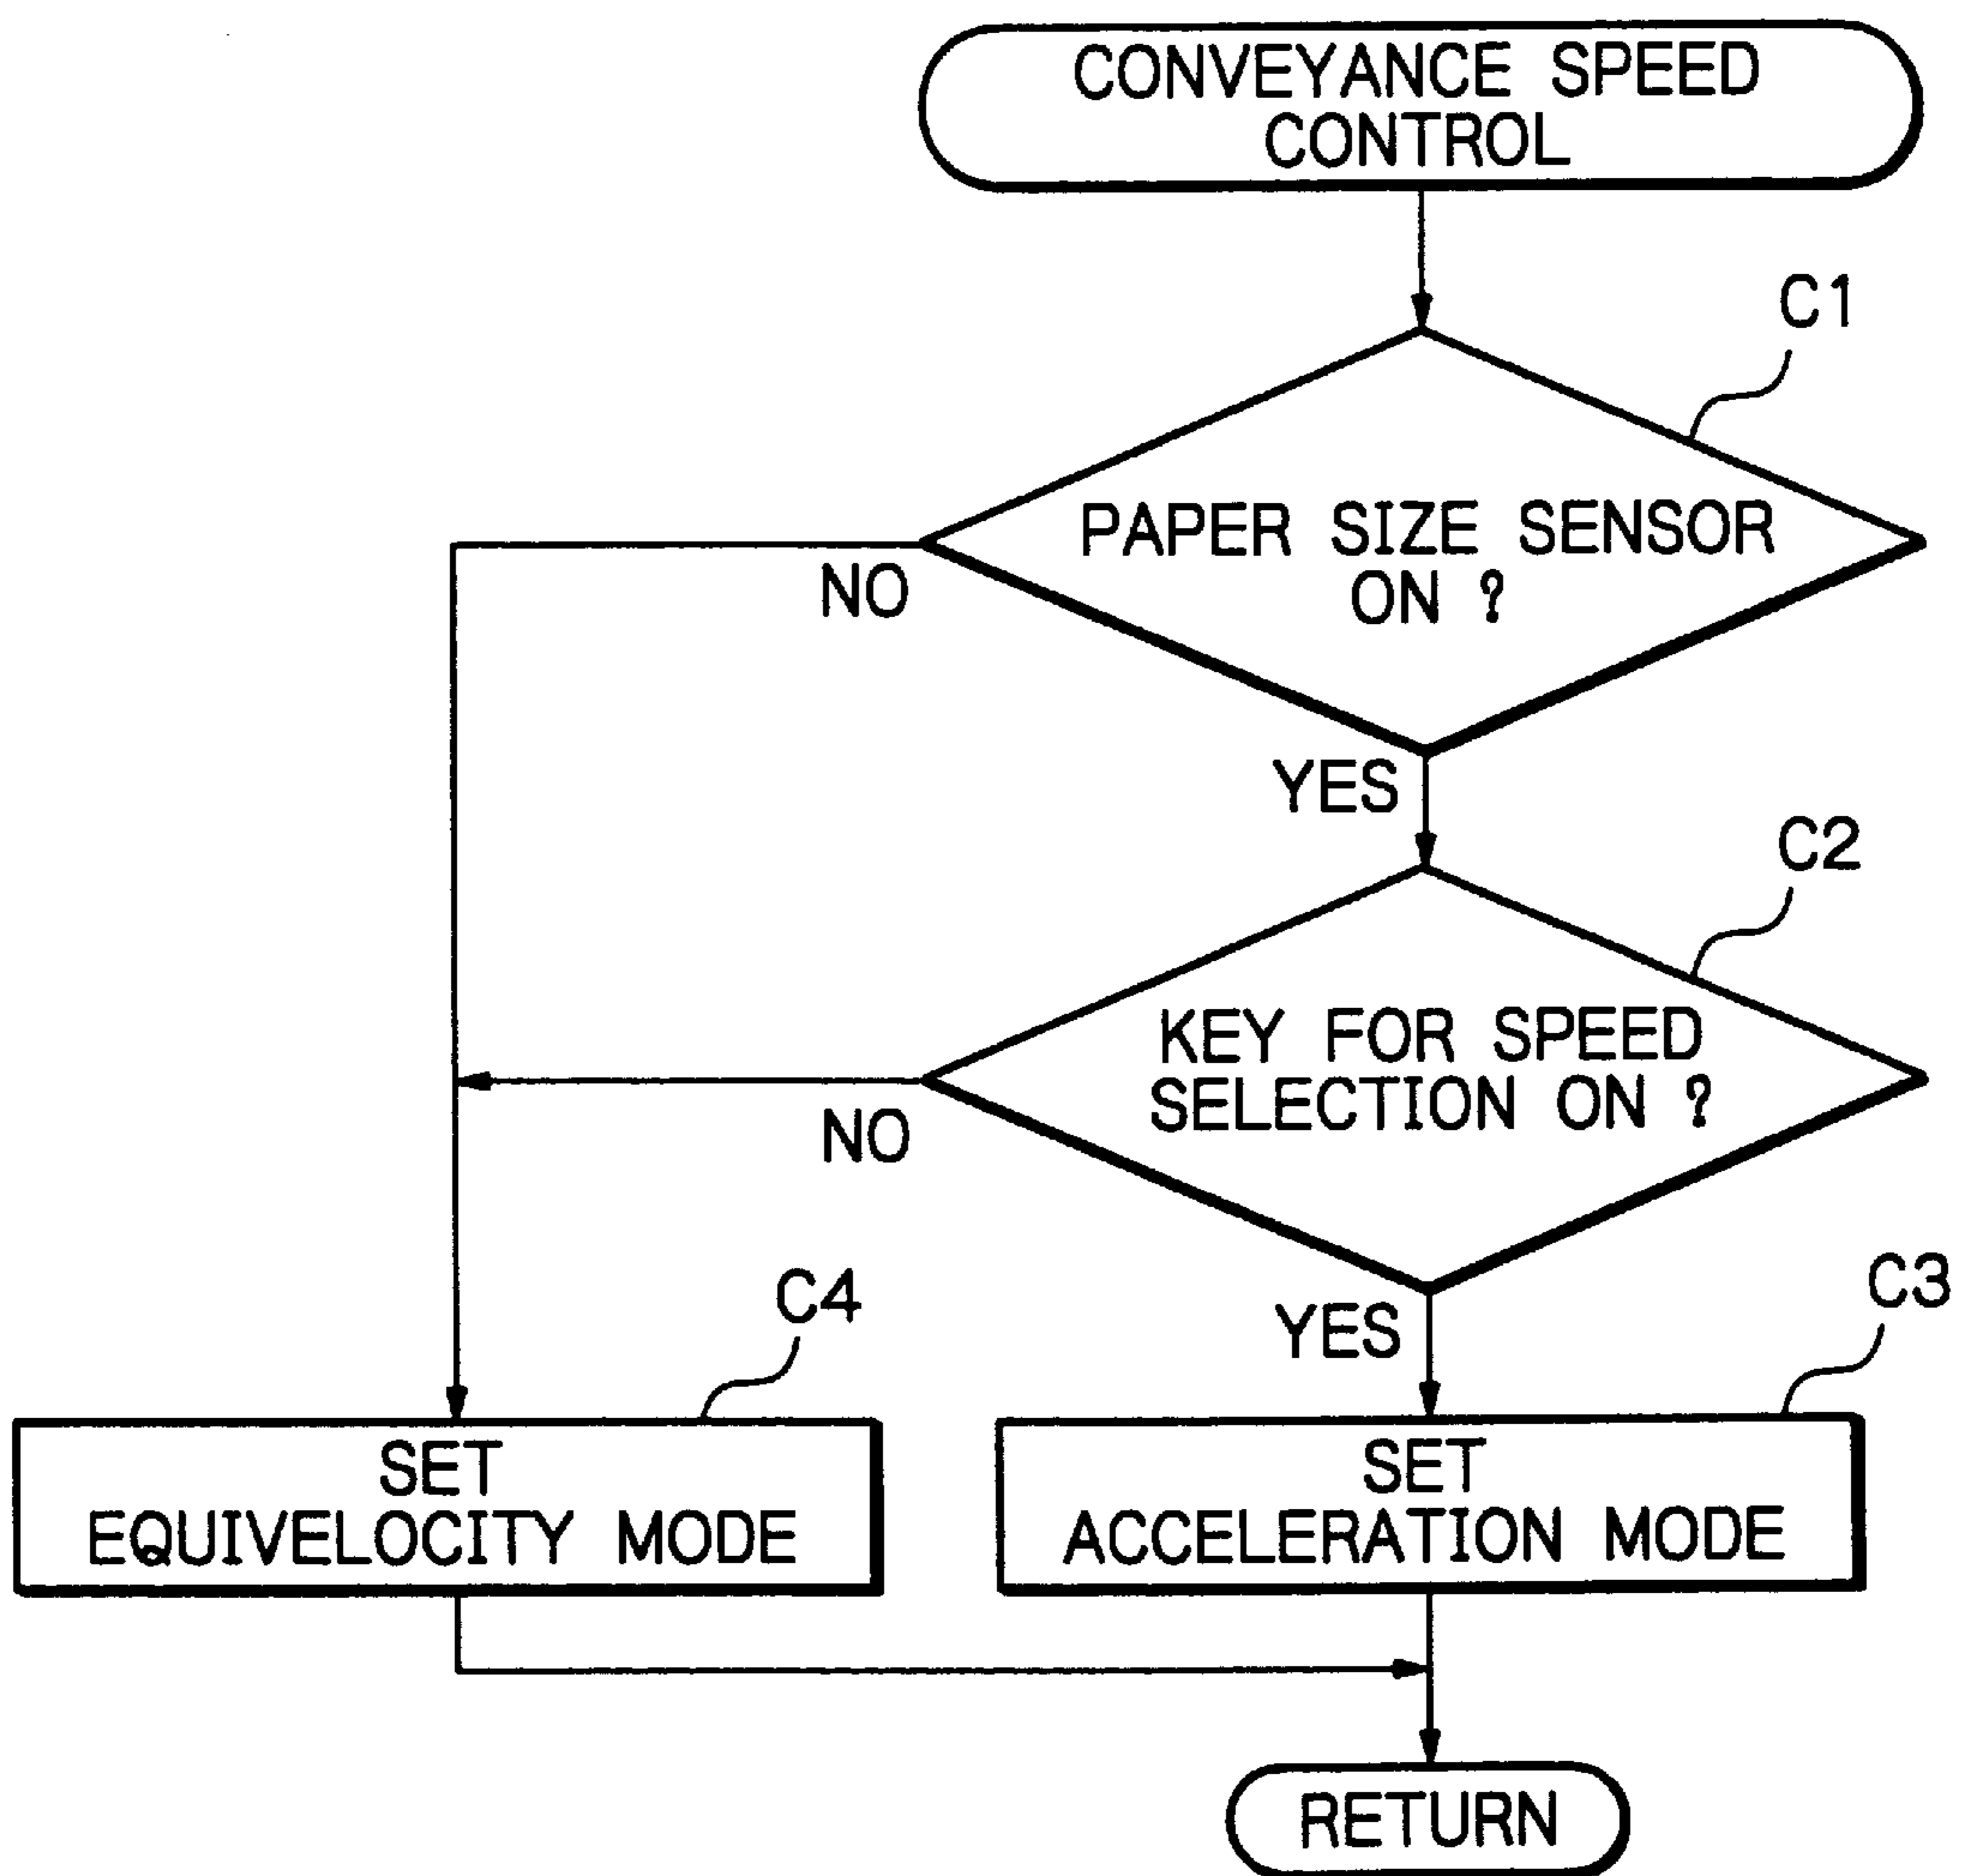 CONVEYANCE SPEED
CONTROL
C1
PAPER SIZE SENSOR
ON ?
NO
YES
C2
KEY FOR SPEED
SELECTION ON ?
NO
YES
C4
C3
SET
EQUIVELOCITY MODE
SET
ACCELERATION MODE
RETURN